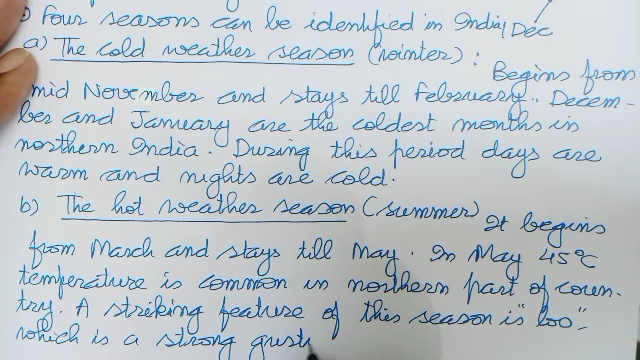 Four seasons can be identified in India, Dec
a) The cold weather season (winter) :
Begins from
mid November and stays till February. Decem-
ber and January are the coldest months in
northern India. During this period days are
warm and nights are cold.
b) The hot weather season (summer)
It begins
from March and stays till May. In May 45°C
temperature is common in northern part of coun-
try. A striking feature of this season is "loo"-
which is a strong gust